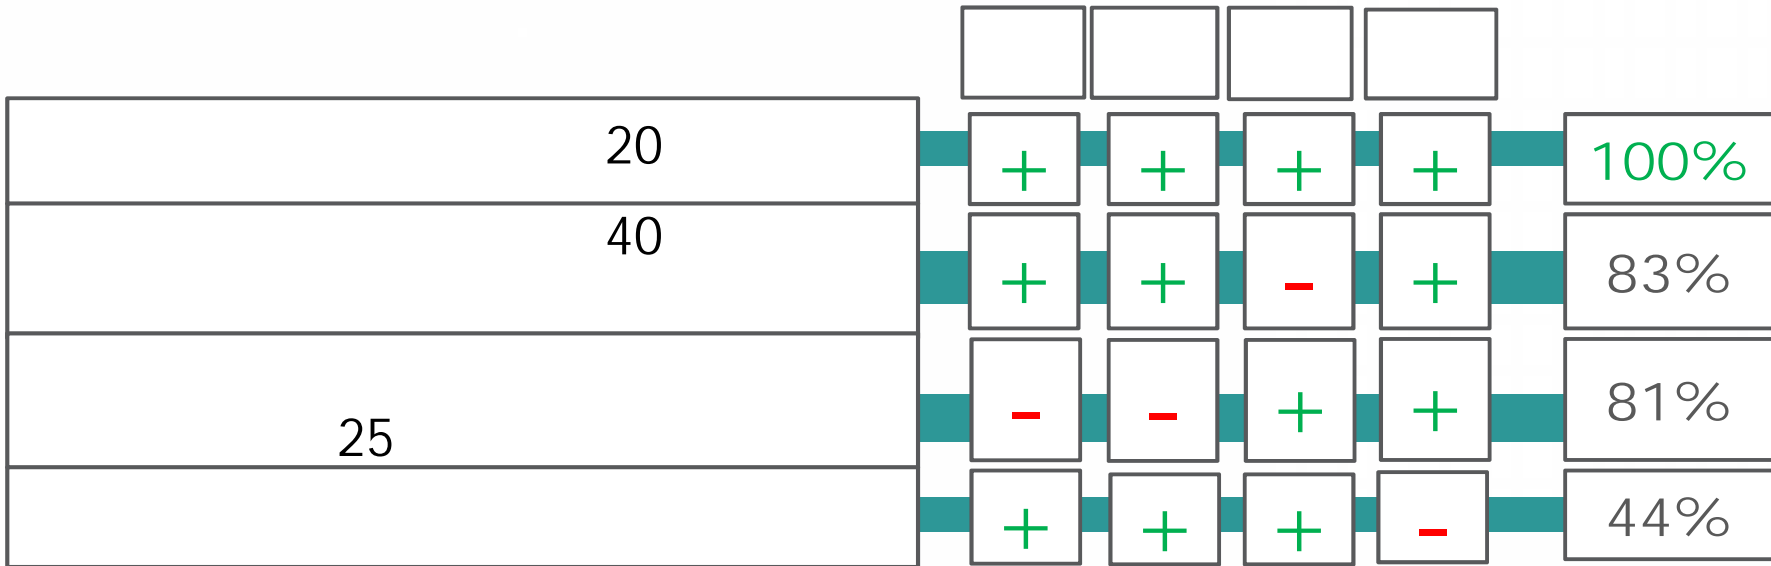 20 + + + + 100%
40 + + - + 83%
25 - - + + 81%
+ + + - 44%